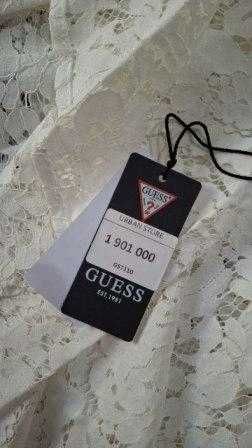 GUESS
URBAN STORE
1 901 000
GUESS
EST. 1981